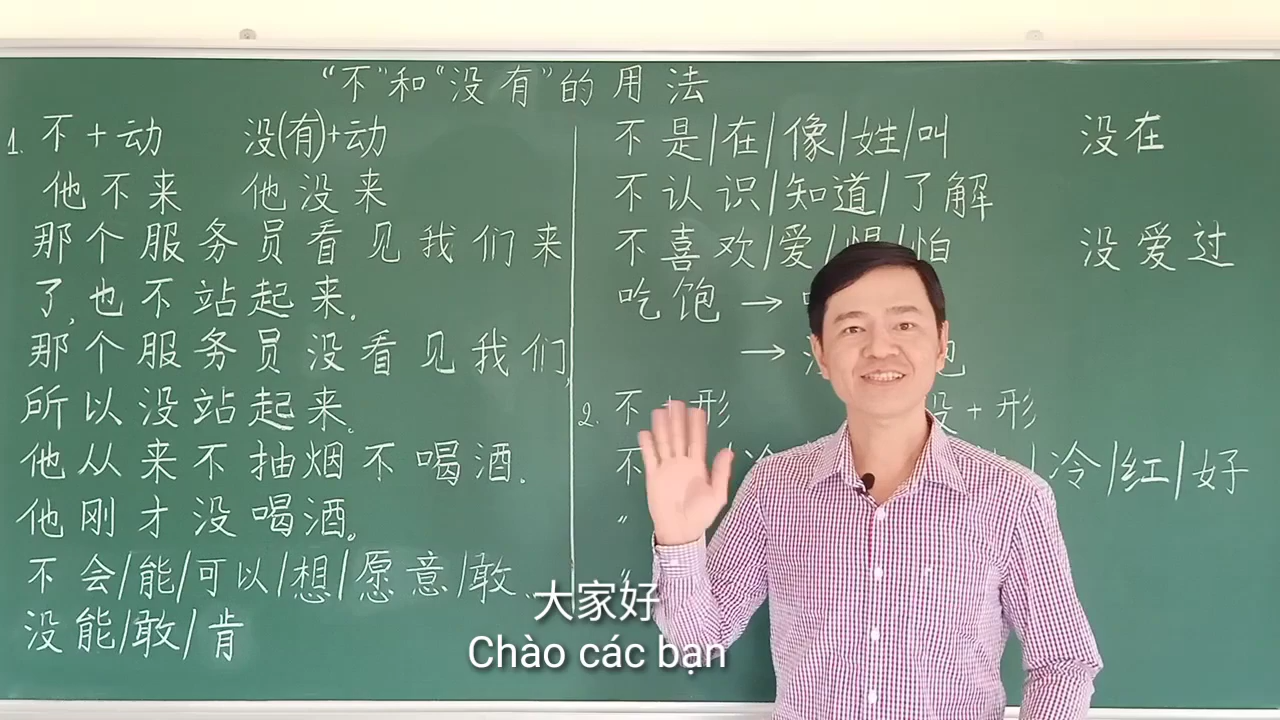 “不”和“没有”的用法
1. 不+动 没(有)+动
他不来 他没来
那个服务员看见我们来
了,也不站起来.
那个服务员没看见我们,
所以没站起来。
他从来不抽烟不喝酒.
他刚才没喝酒。
不会/能/可以/想/愿意/敢...
没能/敢/肯
不是/在/像/姓/叫 没在
不认识/知道/了解
不喜欢/爱/惧/怕 没爱过
吃饱→
→
2. 不+形 没+形
不 /冷/红/好
"
"
大家好
Chào các bạn